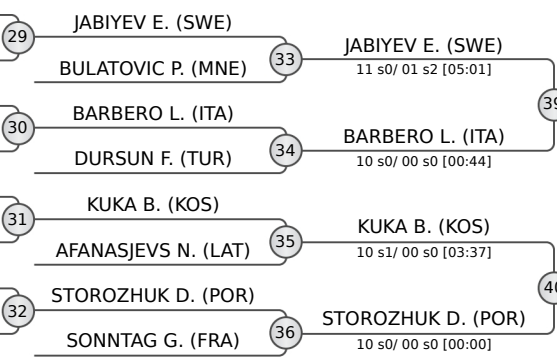 JABIYEV E. (SWE)
29
BULATOVIC P. (MNE)
33
JABIYEV E. (SWE)
11 s0/ 01 s2 [05:01]
BARBERO L. (ITA)
30
DURSUN F. (TUR)
34
BARBERO L. (ITA)
10 s0/ 00 s0 [00:44]
39
KUKA B. (KOS)
31
AFANASJEVS N. (LAT)
35
KUKA B. (KOS)
10 s1/ 00 s0 [03:37]
STOROZHUK D. (POR)
32
SONNTAG G. (FRA)
36
STOROZHUK D. (POR)
10 s0/ 00 s0 [00:00]
40